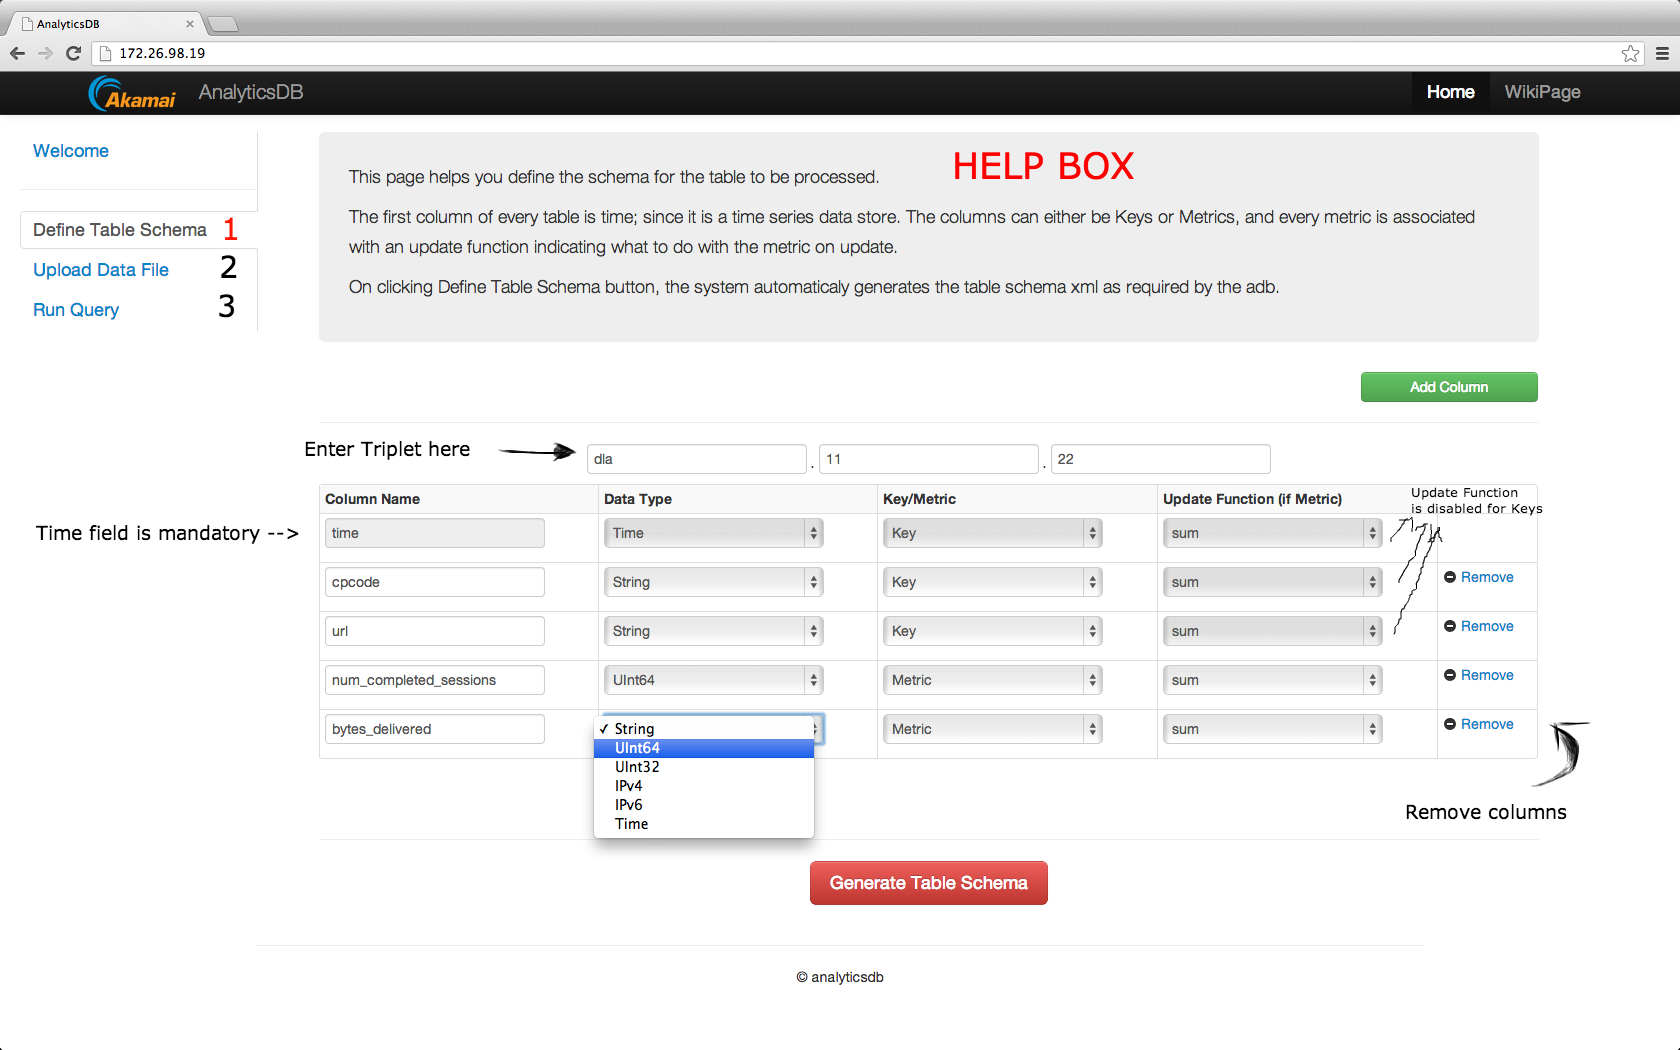 AnalyticsDB
172.26.98.19
Akamai AnalyticsDB Home WikiPage
Welcome
Define Table Schema 1
Upload Data File 2
Run Query 3
HELP BOX
This page helps you define the schema for the table to be processed.
The first column of every table is time; since it is a time series data store. The columns can either be Keys or Metrics, and every metric is associated
with an update function indicating what to do with the metric on update.
On clicking Define Table Schema button, the system automaticaly generates the table schema xml as required by the adb.
Add Column
Enter Triplet here dla . 11 . 22
Column Name Data Type Key/Metric Update Function (if Metric)
Update Function
is disabled for Keys
Time field is mandatory --> time Time Key sum
cpcode String Key sum Remove
url String Key sum Remove
num_completed_sessions UInt64 Metric sum Remove
bytes_delivered ✓ String Metric sum Remove
UInt64
UInt32
IPv4
IPv6
Time
Remove columns
Generate Table Schema
© analyticsdb